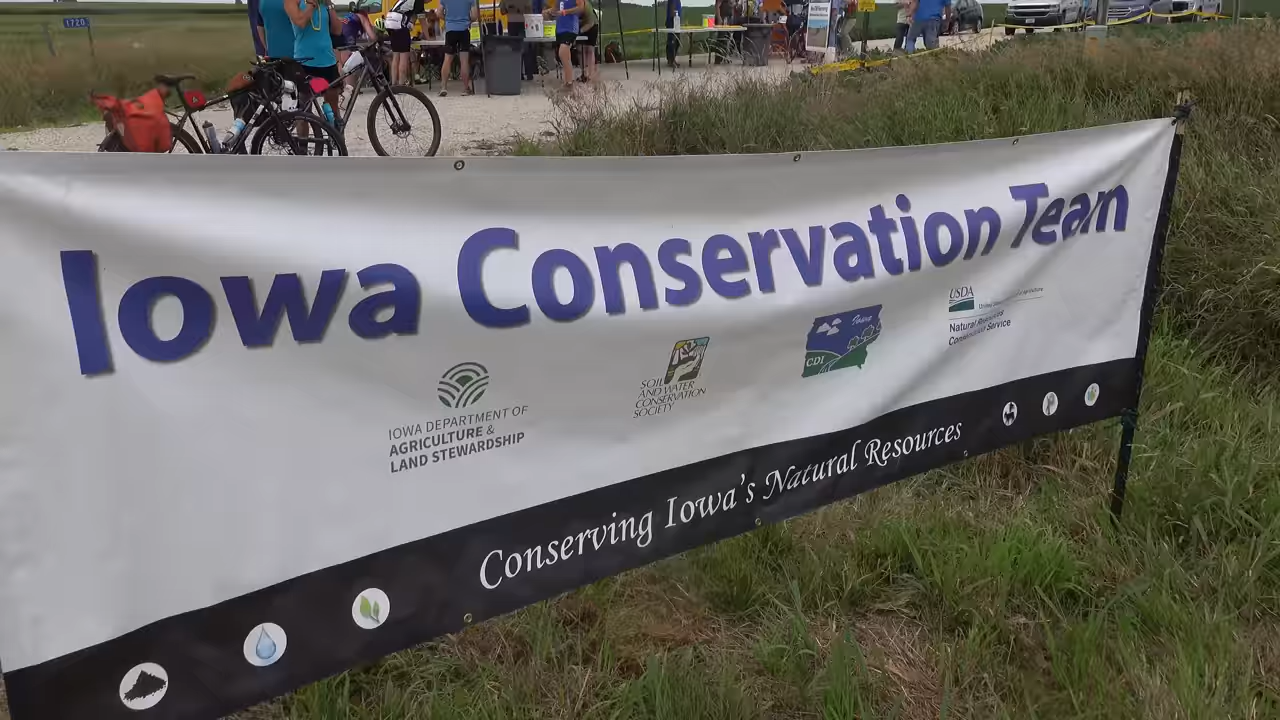 1720
Iowa Conservation Team
IOWA DEPARTMENT OF
AGRICULTURE &
LAND STEWARDSHIP
SOIL
AND WATER
CONSERVATION
SOCIETY
Iowa
CDI
USDA
Natural Resources
Conservation Service
Conserving Iowa's Natural Resources